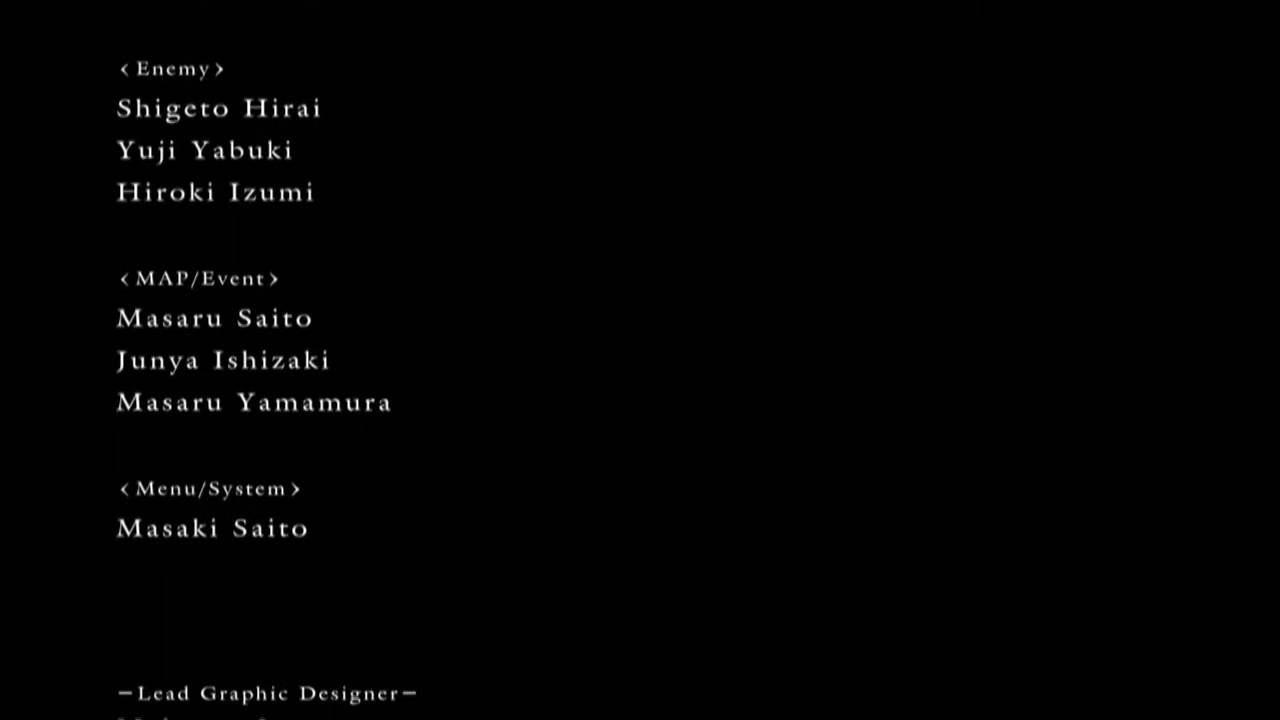 <Enemy>
Shigeto Hirai
Yuji Yabuki
Hiroki Izumi
<MAP/Event>
Masaru Saito
Junya Ishizaki
Masaru Yamamura
<Menu/System>
Masaki Saito
-Lead Graphic Designer-